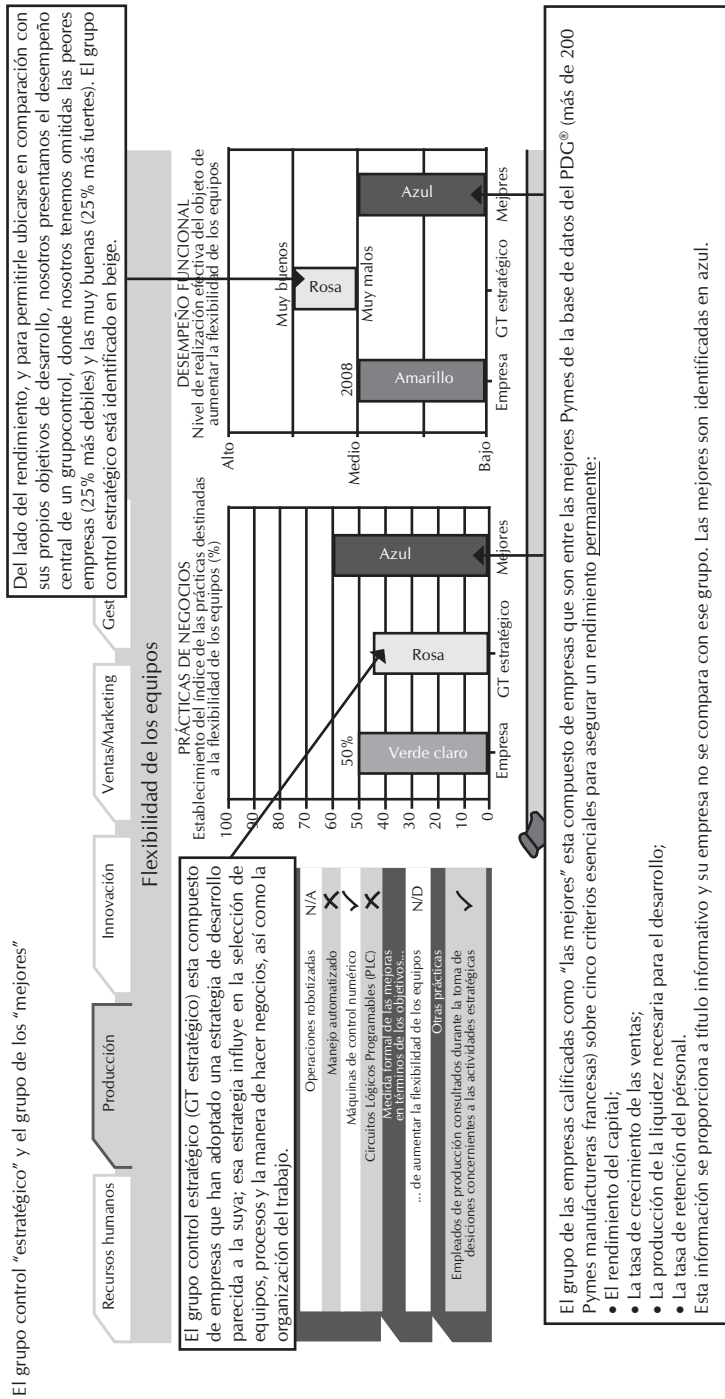 El grupo control "estratégico" y el grupo de los "mejores"
Recursos humanos
Producción
Innovación
Ventas/Marketing
Gest
Flexibilidad de los equipos
Del lado del rendimiento, y para permitirle ubicarse en comparación con
sus propios objetivos de desarrollo, nosotros presentamos el desempeño
central de un grupocontrol, donde nosotros tenemos omitidas las peores
empresas (25% más debiles) y las muy buenas (25% más fuertes). El grupo
control estratégico está identificado en beige.
El grupo control estratégico (GT estratégico) esta compuesto
de empresas que han adoptado una estrategia de desarrollo
parecida a la suya; esa estrategia influye en la selección de
equipos, procesos y la manera de hacer negocios, así como la
organización del trabajo.
Operaciones robotizadas N/A
Manejo automatizado ✗
Máquinas de control numérico ✓
Circuitos Lógicos Programables (PLC) ✗
Medida formal de las mejoras
en términos de los objetivos...
... de aumentar la flexibilidad de los equipos N/D
Otras prácticas
Empleados de producción consultados durante la toma de
desiciones concernientes a las actividades estratégicas ✓
PRÁCTICAS DE NEGOCIOS
Establecimiento del índice de las prácticas destinadas
a la flexibilidad de los equipos (%)
100
90
80
70
60
50
40
30
20
10
0
50%
Verde claro
Rosa
Azul
Empresa
GT estratégico
Mejores
DESEMPEÑO FUNCIONAL
Nivel de realización efectiva del objeto de
aumentar la flexibilidad de los equipos
Alto
Medio
Bajo
2008
Amarillo
Muy buenos
Rosa
Muy malos
Azul
Empresa
GT estratégico
Mejores
El grupo de las empresas calificadas como "las mejores" esta compuesto de empresas que son entre las mejores Pymes de la base de datos del PDG® (más de 200
Pymes manufactureras francesas) sobre cinco criterios esenciales para asegurar un rendimiento permanente:
• El rendimiento del capital;
• La tasa de crecimiento de las ventas;
• La producción de la liquidez necesaria para el desarrollo;
• La tasa de retención del pérsonal.
Esta información se proporciona a título informativo y su empresa no se compara con ese grupo. Las mejores son identificadas en azul.